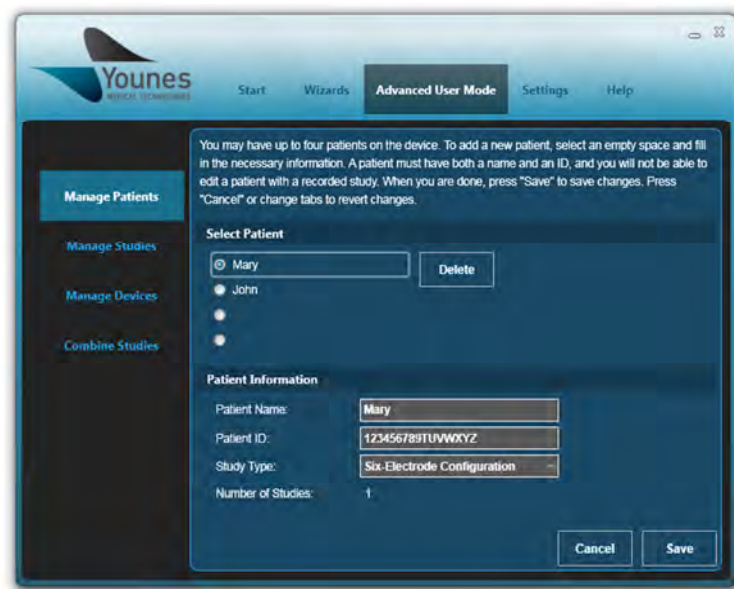 Younes
MEDICAL TECHNOLOGIES
Start
Wizards
Advanced User Mode
Settings
Help
Manage Patients
Manage Studies
Manage Devices
Combine Studies
You may have up to four patients on the device. To add a new patient, select an empty space and fill
in the necessary information. A patient must have both a name and an ID, and you will not be able to
edit a patient with a recorded study. When you are done, press "Save" to save changes. Press
"Cancel" or change tabs to revert changes.
Select Patient
Mary
Delete
John
Patient Information
Patient Name: Mary
Patient ID: 123456789TUVWXYZ
Study Type: Six-Electrode Configuration
Number of Studies: 1
Cancel
Save